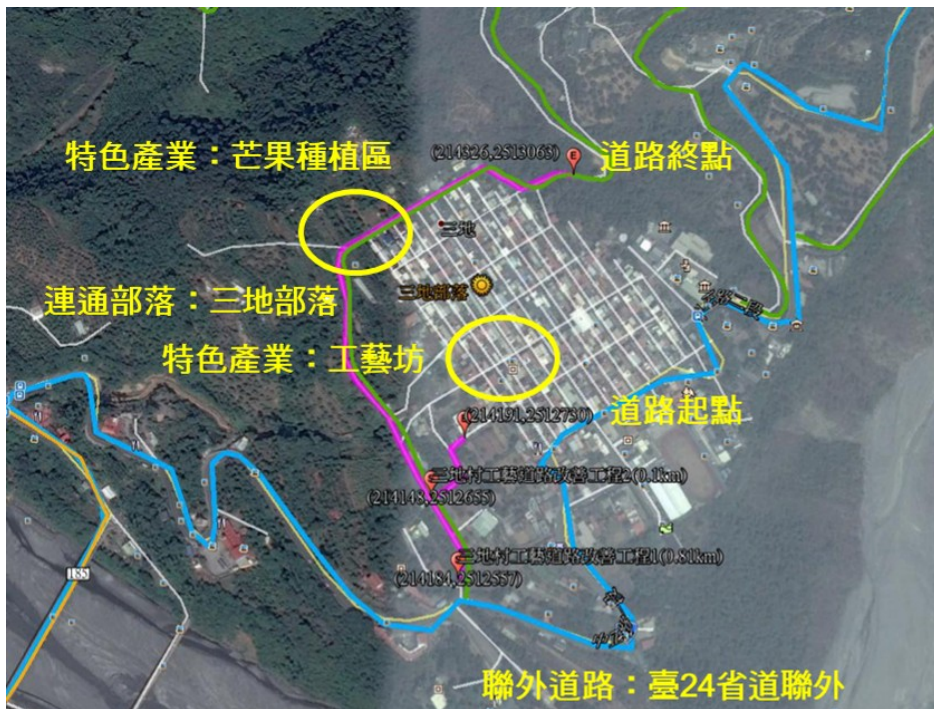 特色產業：芒果種植區
(214326,2513063)
道路終點
三地
連通部落：三地部落
三地部落
特色產業：工藝坊
道路起點
(214191,2512730)
三地村工藝道路改善工程2(0.1km)
(214148,2512655)
三地村工藝道路改善工程1(0.81km)
(214184,2512557)
185
聯外道路：臺24省道聯外